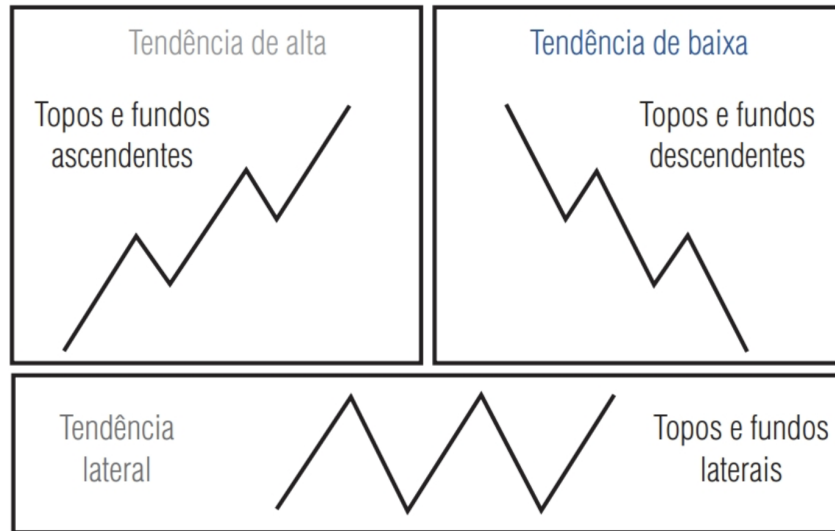 Tendência de alta
Topos e fundos
ascendentes
Tendência de baixa
Topos e fundos
descendentes
Tendência
lateral
Topos e fundos
laterais